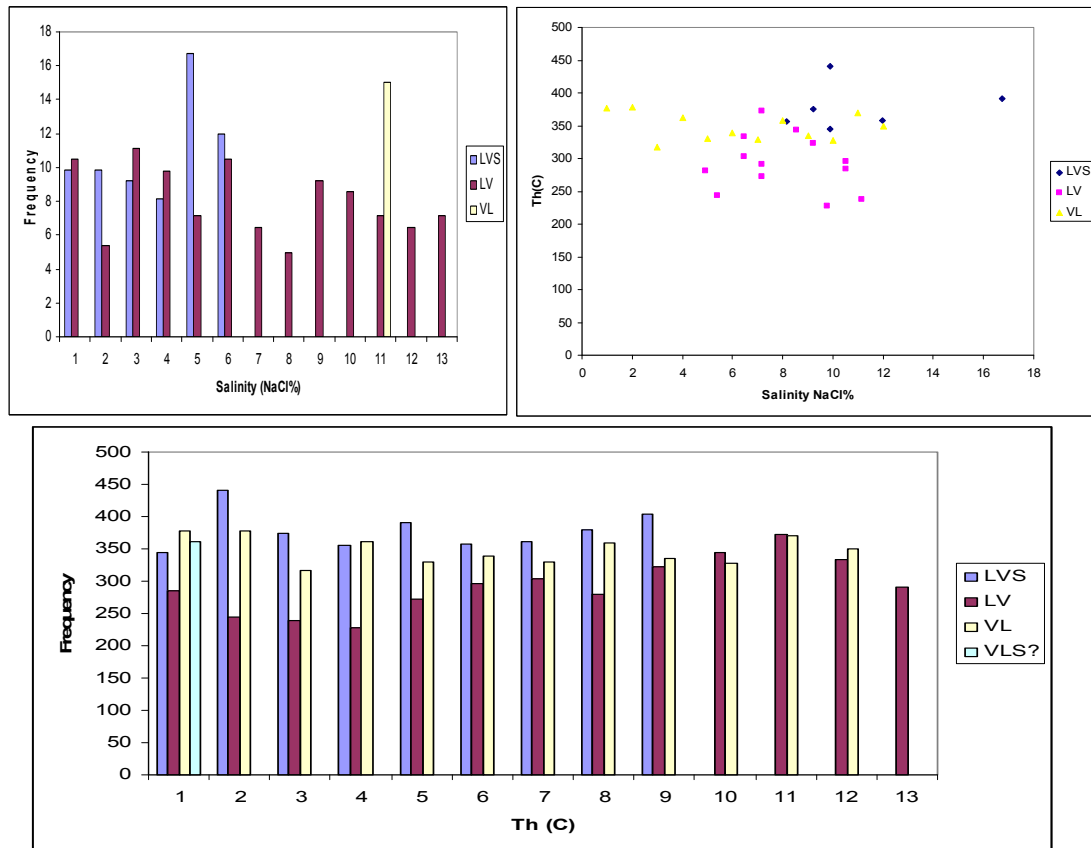 18
16
14
12
10
8
6
4
2
0
Frequency
1 2 3 4 5 6 7 8 9 10 11 12 13
Salinity (NaCl%)
LVS
LV
VL
500
450
400
350
300
250
200
150
100
50
0
Th(C)
0 2 4 6 8 10 12 14 16 18
Salinity NaCl%
LVS
LV
VL
500
450
400
350
300
250
200
150
100
50
0
Frequency
1 2 3 4 5 6 7 8 9 10 11 12 13
Th (C)
LVS
LV
VL
VLS?